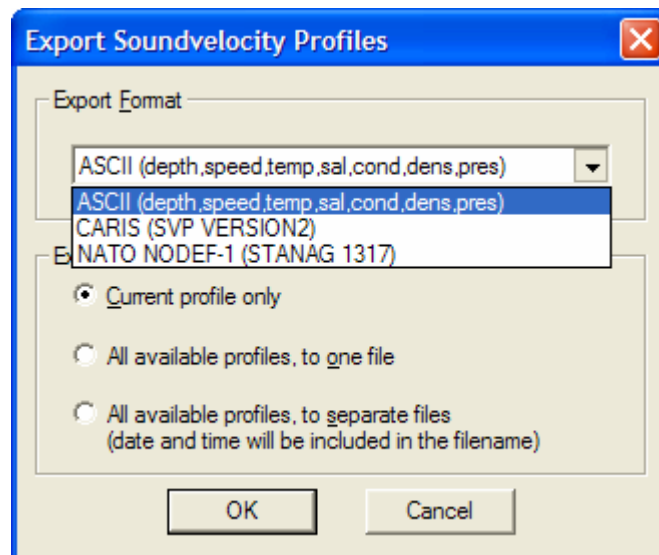 Export Soundvelocity Profiles
Export Format
ASCII (depth,speed,temp,sal,cond,dens,pres)
ASCII (depth,speed,temp,sal,cond,dens,pres)
CARIS (SVP VERSION2)
NATO NODEF-1 (STANAG 1317)
Current profile only
All available profiles, to one file
All available profiles, to separate files
(date and time will be included in the filename)
OK
Cancel